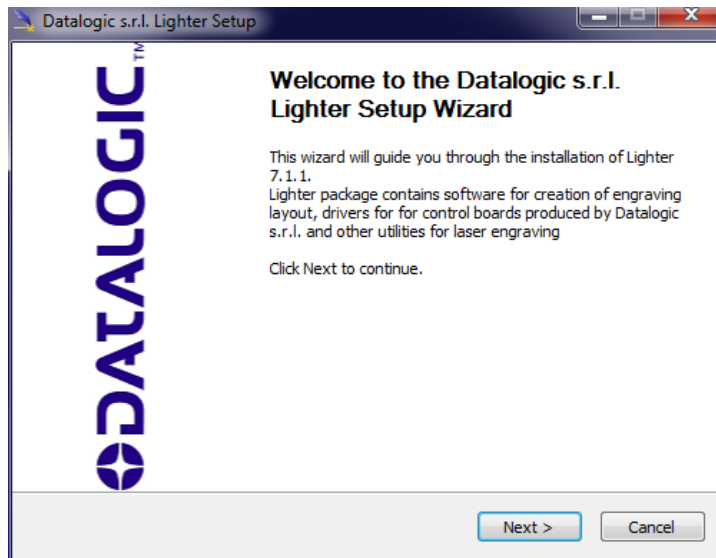 Datalogic s.r.l. Lighter Setup
DATALOGIC™
Welcome to the Datalogic s.r.l.
Lighter Setup Wizard
This wizard will guide you through the installation of Lighter
7.1.1.
Lighter package contains software for creation of engraving
layout, drivers for for control boards produced by Datalogic
s.r.l. and other utilities for laser engraving
Click Next to continue.
Next >
Cancel